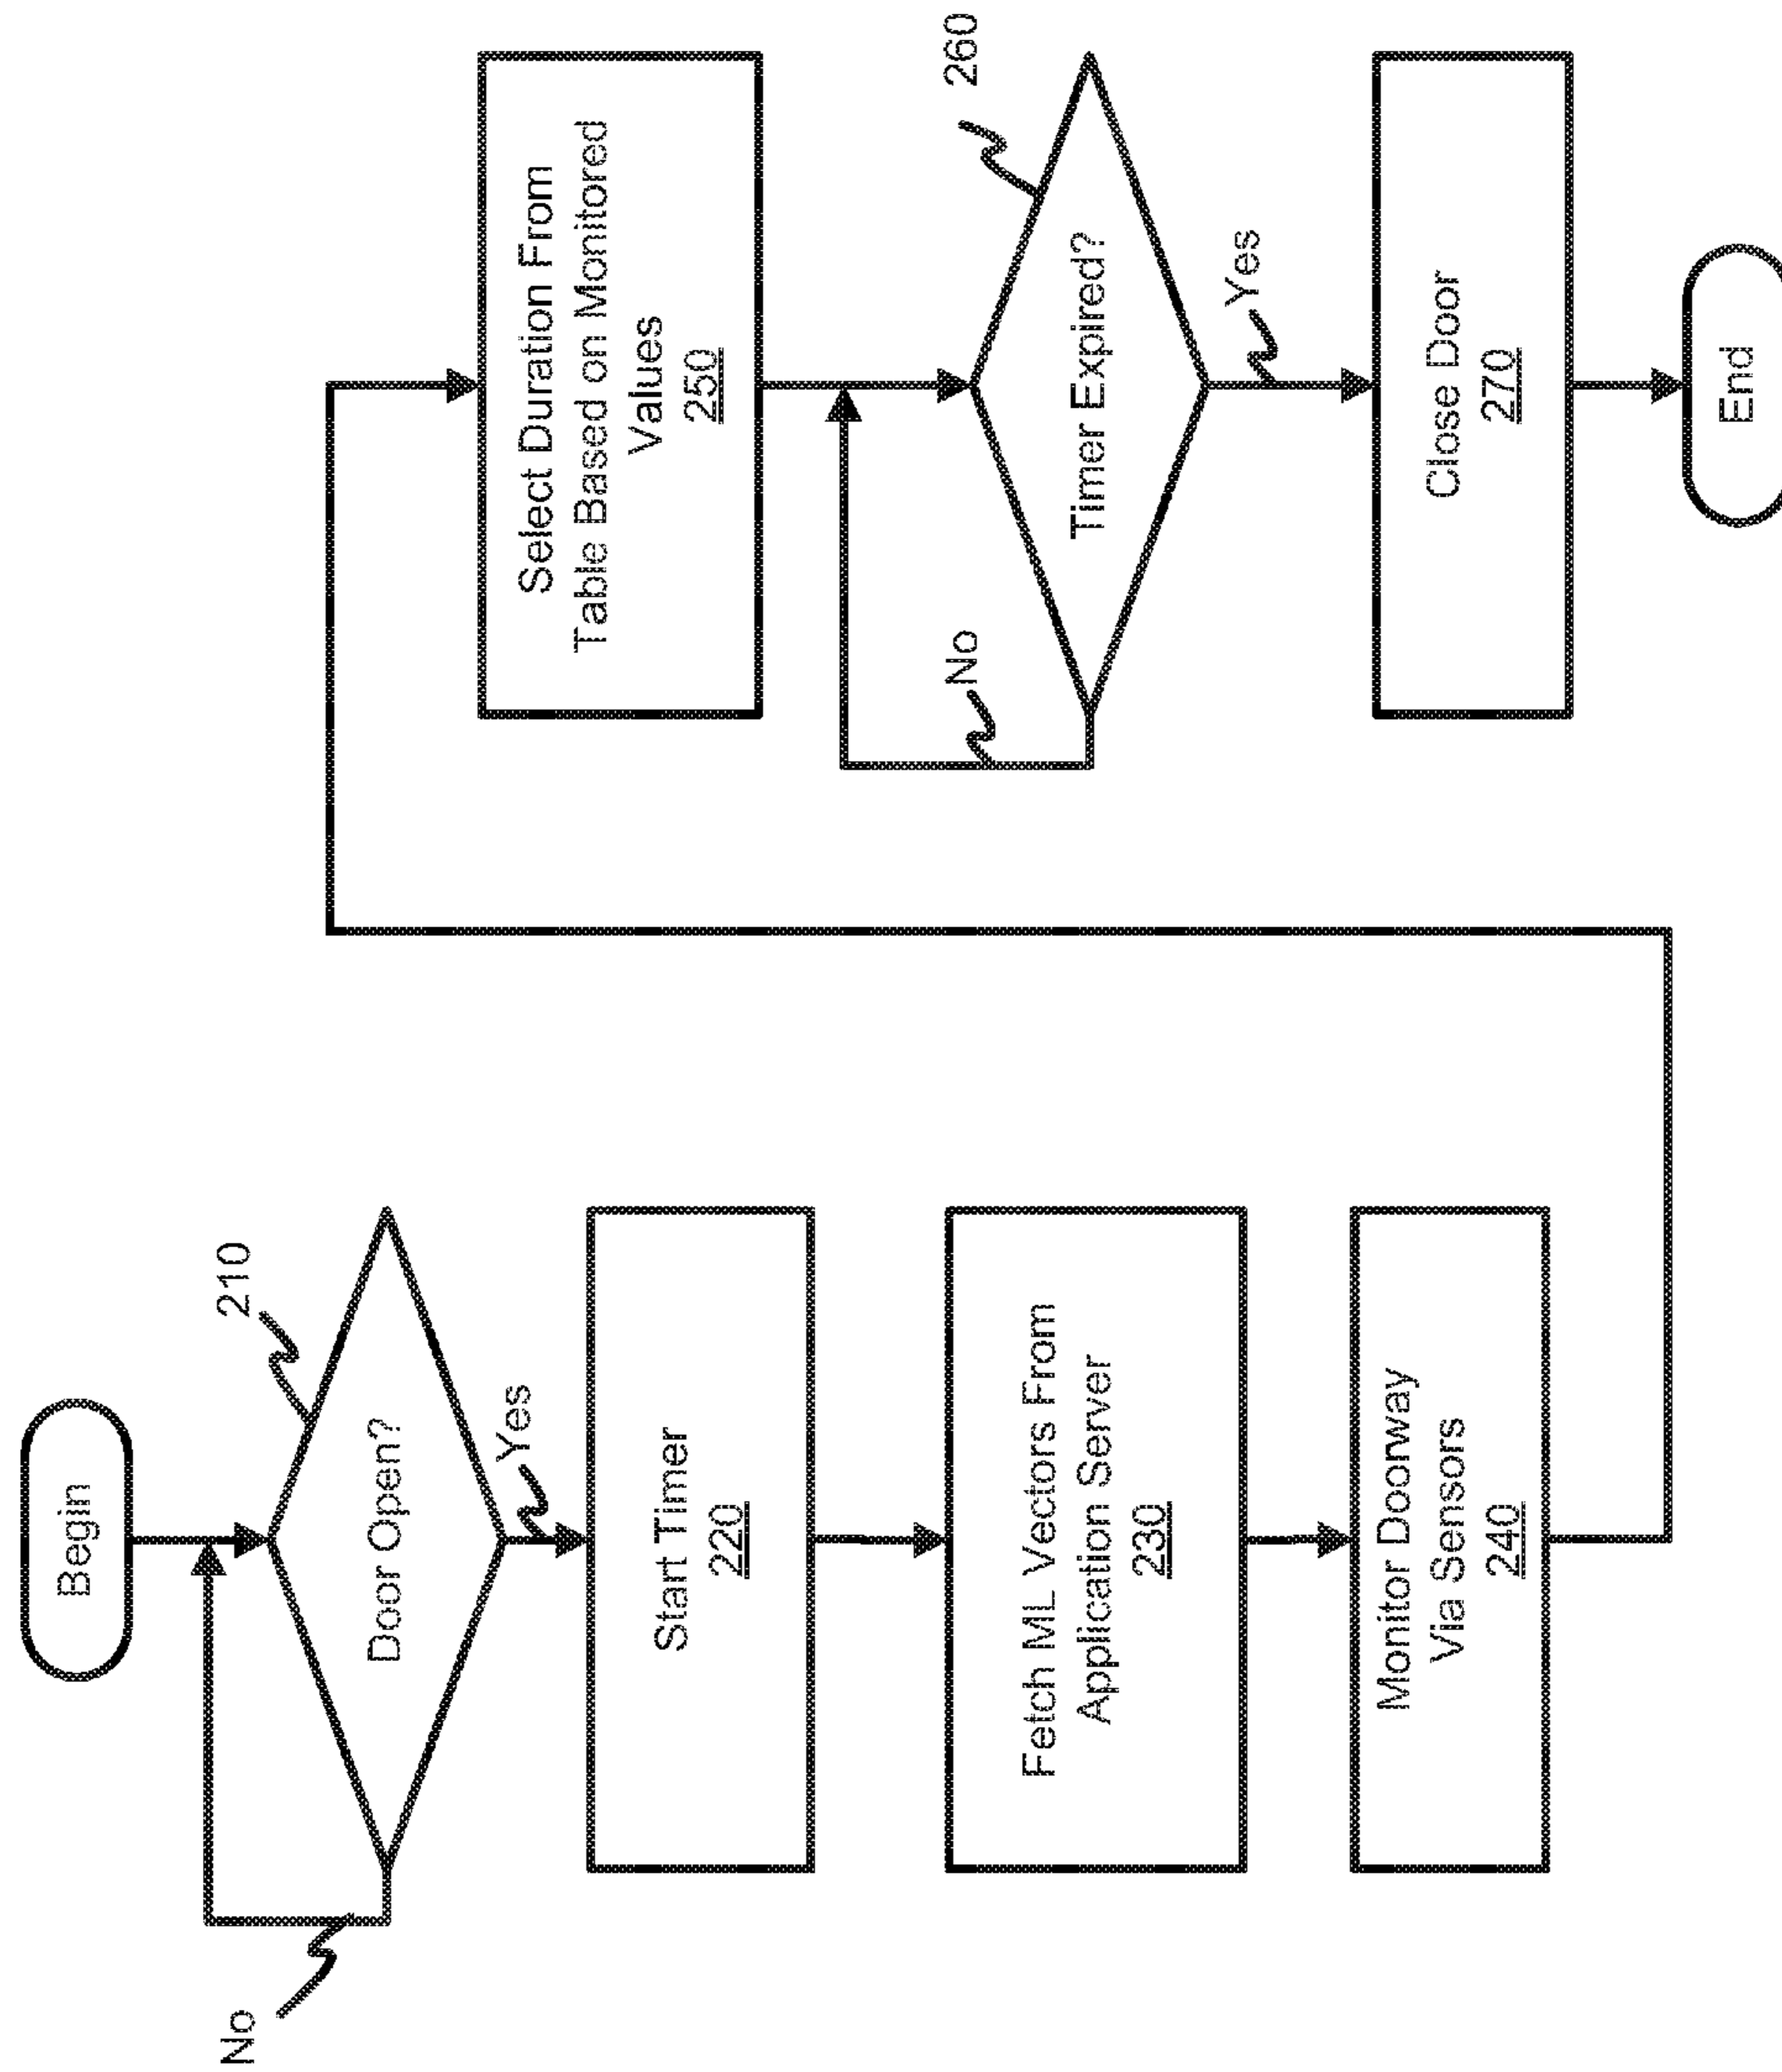 Begin
210
Door Open?
No
Yes
Start Timer
220
Fetch ML Vectors From
Application Server
230
Monitor Doorway
Via Sensors
240
Select Duration From
Table Based on Monitored
Values
250
260
Timer Expired?
No
Yes
Close Door
270
End